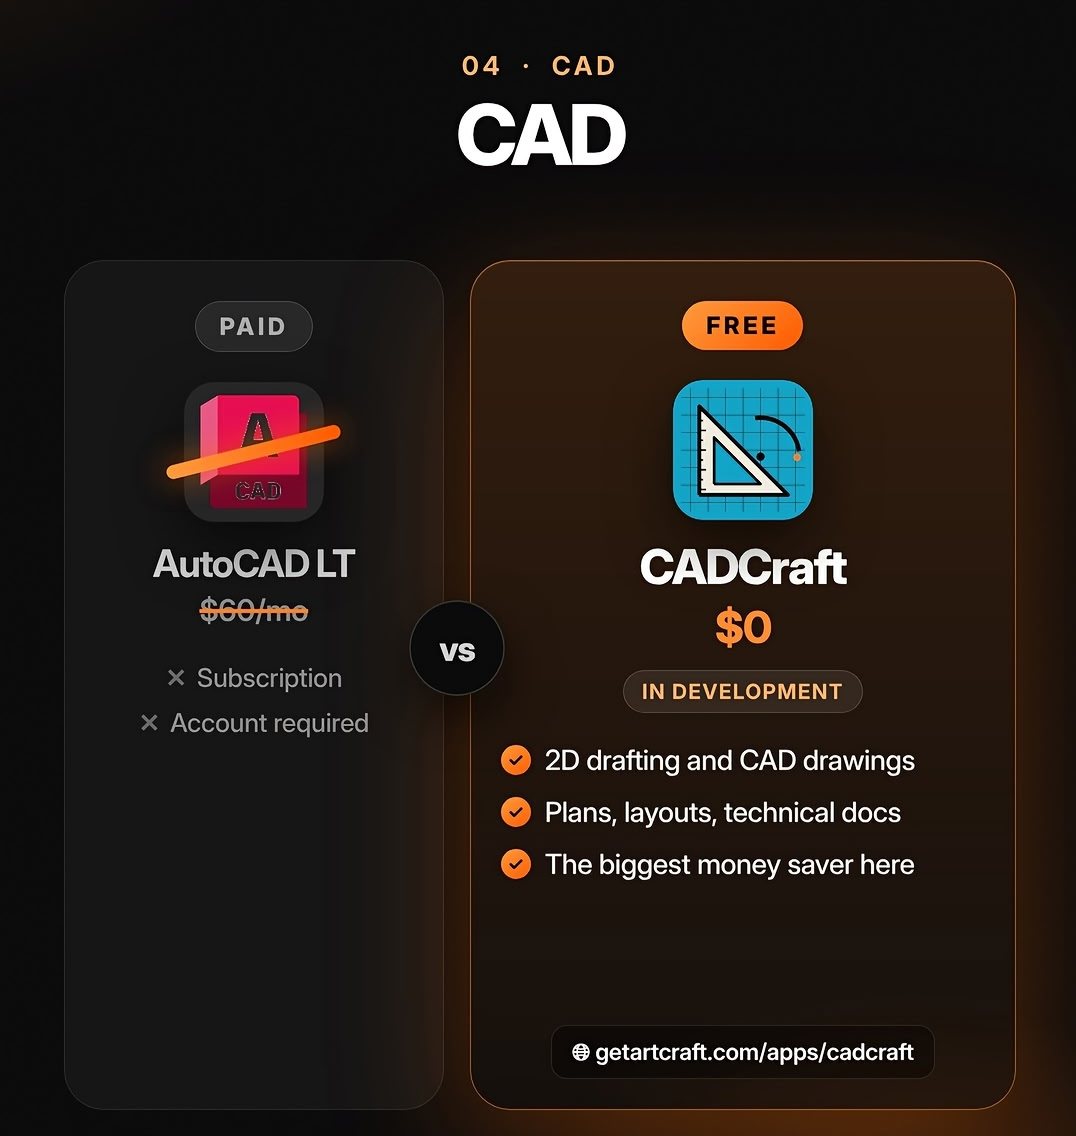 04 · CAD
CAD
PAID
A
CAD
AutoCAD LT
$60/mo
✕ Subscription
✕ Account required
vs
FREE
CADCraft
$0
IN DEVELOPMENT
2D drafting and CAD drawings
Plans, layouts, technical docs
The biggest money saver here
getartcraft.com/apps/cadcraft